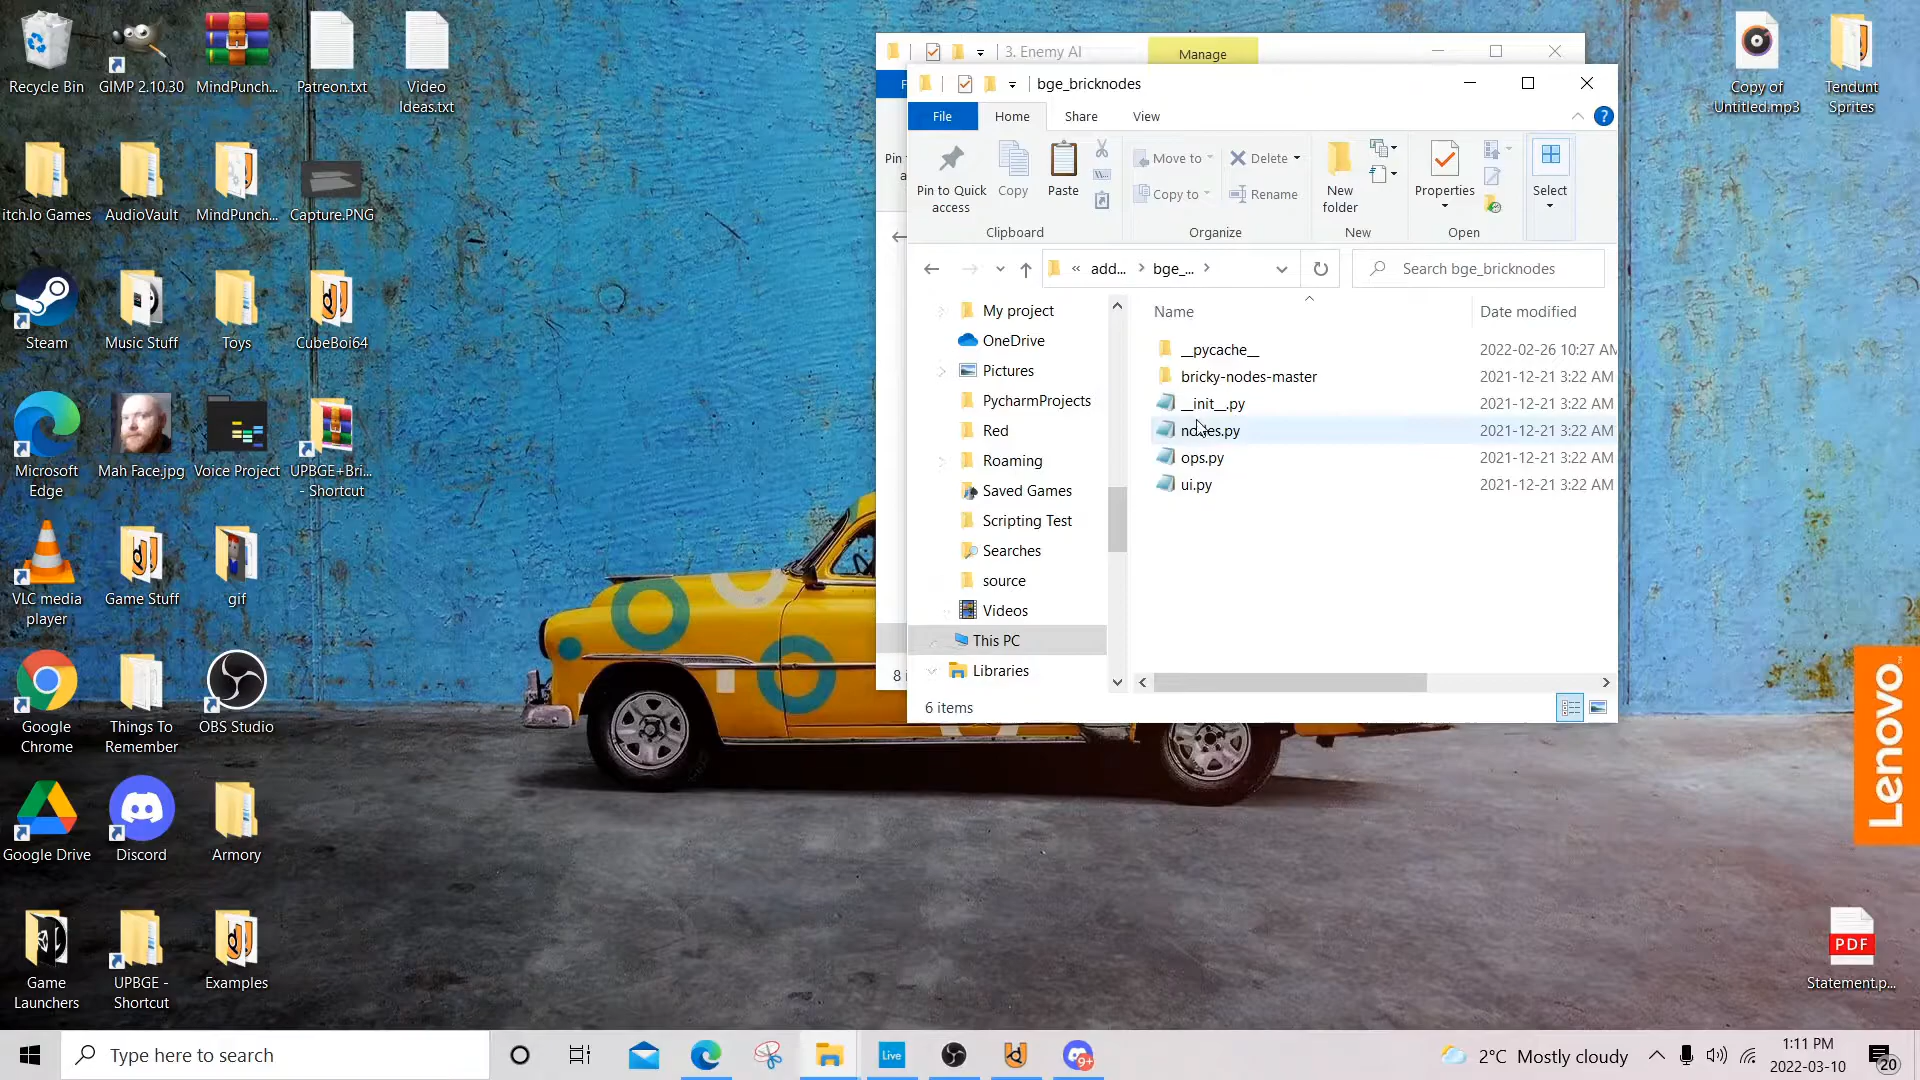 Recycle Bin
GIMP 2.10.30
MindPunch...
Patreon.txt
Video
Ideas.txt
Copy of
Untitled.mp3
Tendunt
Sprites
itch.Io Games
AudioVault
MindPunch...
Capture.PNG
Steam
Music Stuff
Toys
CubeBoi64
Microsoft
Edge
Mah Face.jpg
Voice Project
UPBGE+Bri...
- Shortcut
VLC media
player
Game Stuff
gif
Google
Chrome
Things To
Remember
OBS Studio
Google Drive
Discord
Armory
Game
Launchers
UPBGE -
Shortcut
Examples
PDF
Statement.p...
Lenovo
3. Enemy AI
Manage
bge_bricknodes
File
Home
Share
View
?
Pin to Quick
access
Copy
Paste
Move to
Copy to
Delete
Rename
New
folder
Properties
Select
Clipboard
Organize
New
Open
« add...
bge_...
Search bge_bricknodes
Name
Date modified
My project
OneDrive
Pictures
PycharmProjects
Red
Roaming
Saved Games
Scripting Test
Searches
source
Videos
This PC
Libraries
__pycache__
2022-02-26 10:27 AM
bricky-nodes-master
2021-12-21 3:22 AM
__init__.py
2021-12-21 3:22 AM
nodes.py
2021-12-21 3:22 AM
ops.py
2021-12-21 3:22 AM
ui.py
2021-12-21 3:22 AM
6 items
Type here to search
Live
9+
2°C Mostly cloudy
1:11 PM
2022-03-10
20